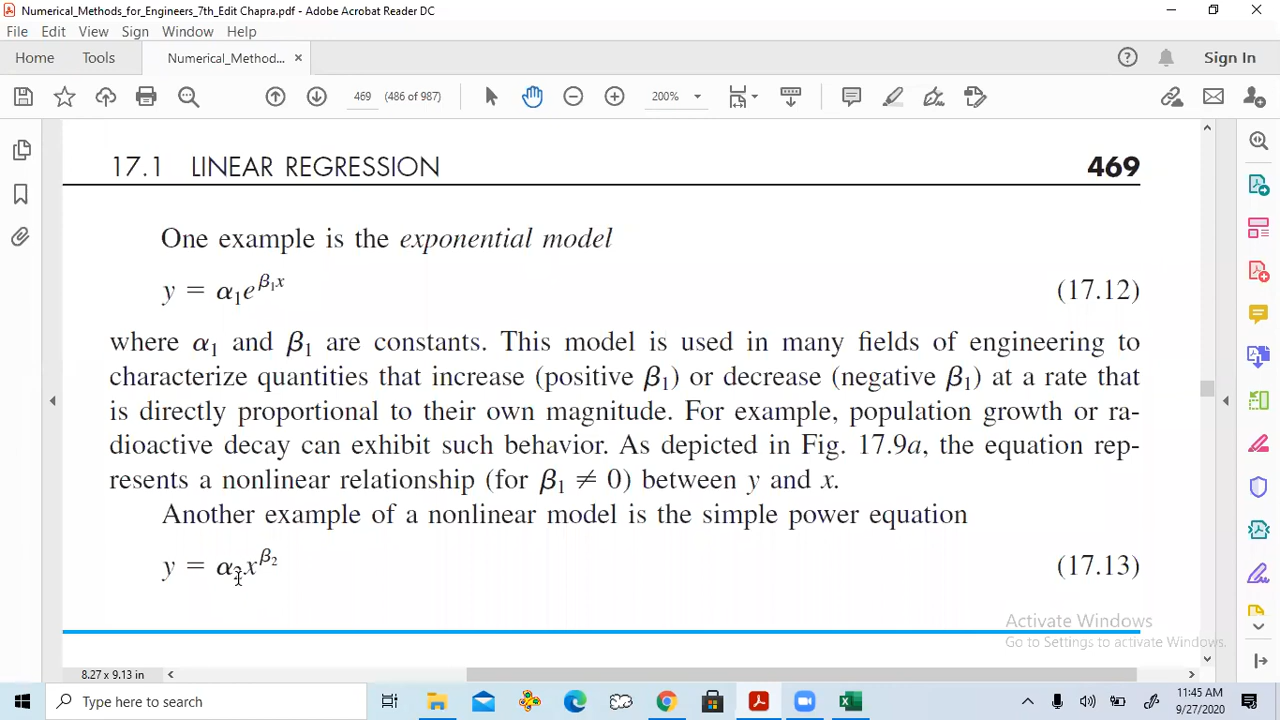 Numerical_Methods_for_Engineers_7th_Edit Chapra.pdf - Adobe Acrobat Reader DC
File Edit View Sign Window Help
Home Tools Numerical_Method... × Sign In
469 (486 of 987) 200%
17.1 LINEAR REGRESSION 469
One example is the exponential model
y = α₁e^β₁x (17.12)
where α₁ and β₁ are constants. This model is used in many fields of engineering to
characterize quantities that increase (positive β₁) or decrease (negative β₁) at a rate that
is directly proportional to their own magnitude. For example, population growth or ra-
dioactive decay can exhibit such behavior. As depicted in Fig. 17.9a, the equation rep-
resents a nonlinear relationship (for β₁ ≠ 0) between y and x.
Another example of a nonlinear model is the simple power equation
y = α₂x^β₂ (17.13)
Activate Windows
Go to Settings to activate Windows.
8.27 x 9.13 in
Type here to search
11:45 AM
9/27/2020